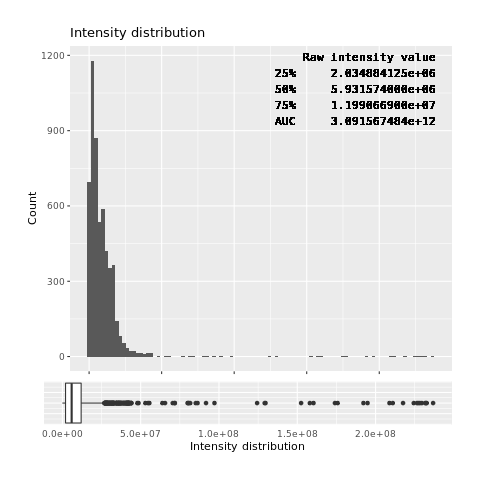 Intensity distribution
Raw intensity value
25% 2.034884125e+06
50% 5.931574000e+06
75% 1.199066900e+07
AUC 3.091567484e+12
1200
900
600
300
0
Count
0.0e+00 5.0e+07 1.0e+08 1.5e+08 2.0e+08
Intensity distribution